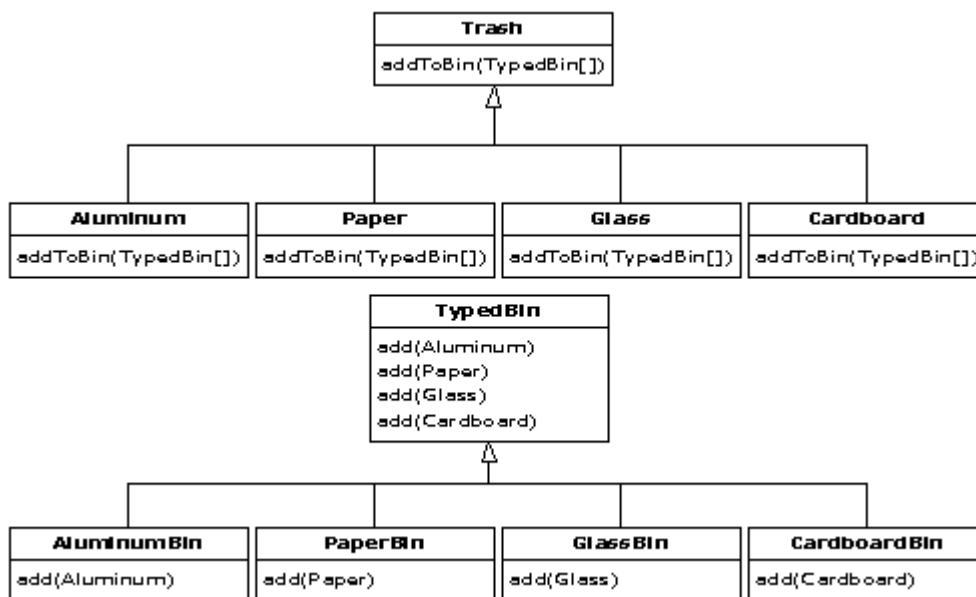 Trash
addToBin(TypedBin[])
Aluminum Paper Glass Cardboard
addToBin(TypedBin[]) addToBin(TypedBin[]) addToBin(TypedBin[]) addToBin(TypedBin[])
TypedBin
add(Aluminum)
add(Paper)
add(Glass)
add(Cardboard)
AluminumBin PaperBin GlassBin CardboardBin
add(Aluminum) add(Paper) add(Glass) add(Cardboard)